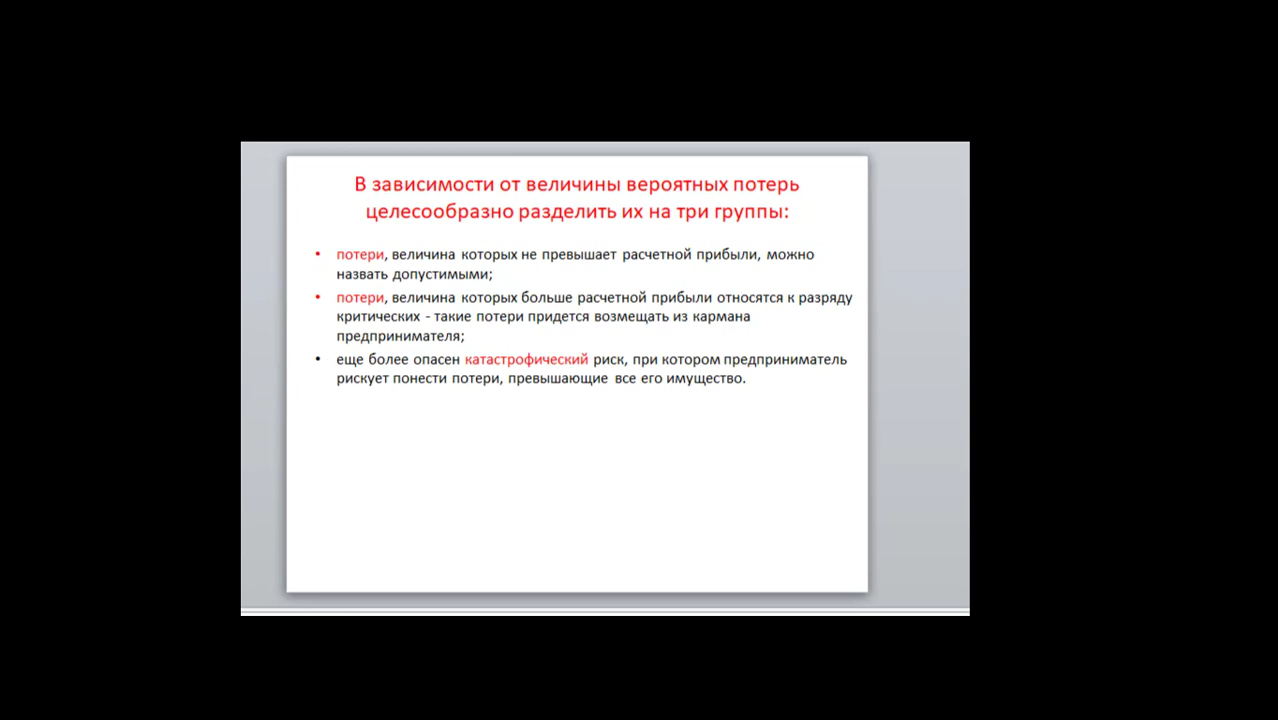 В зависимости от величины вероятных потерь
целесообразно разделить их на три группы:
• потери, величина которых не превышает расчетной прибыли, можно
назвать допустимыми;
• потери, величина которых больше расчетной прибыли относятся к разряду
критических - такие потери придется возмещать из кармана
предпринимателя;
• еще более опасен катастрофический риск, при котором предприниматель
рискует понести потери, превышающие все его имущество.